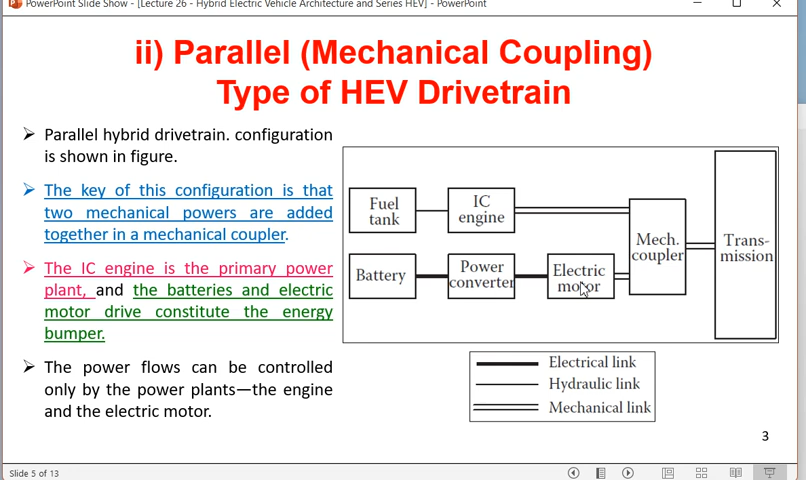 PowerPoint Slide Show - [Lecture 26 - Hybrid Electric Vehicle Architecture and Series HEV] - PowerPoint
ii) Parallel (Mechanical Coupling)
Type of HEV Drivetrain
Parallel hybrid drivetrain. configuration
is shown in figure.
The key of this configuration is that
two mechanical powers are added
together in a mechanical coupler.
The IC engine is the primary power
plant, and the batteries and electric
motor drive constitute the energy
bumper.
The power flows can be controlled
only by the power plants—the engine
and the electric motor.
Fuel
tank
IC
engine
Battery
Power
converter
Electric
motor
Mech.
coupler
Trans-
mission
Electrical link
Hydraulic link
Mechanical link
3
Slide 5 of 13